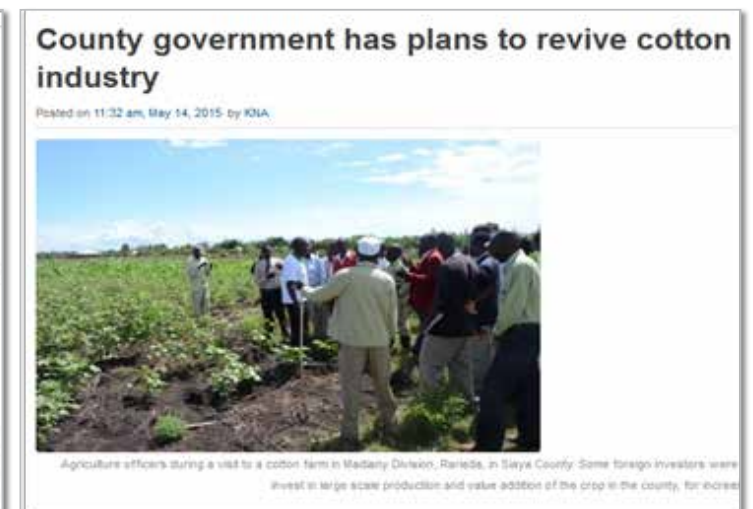 County government has plans to revive cotton
industry
Posted on 11:32 am, May 14, 2015 by KNA
Agriculture officers during a visit to a cotton farm in Madiany Division, Rarieda, in Siaya County. Some foreign investors were
invest in large scale production and value addition of the crop in the county, for increa